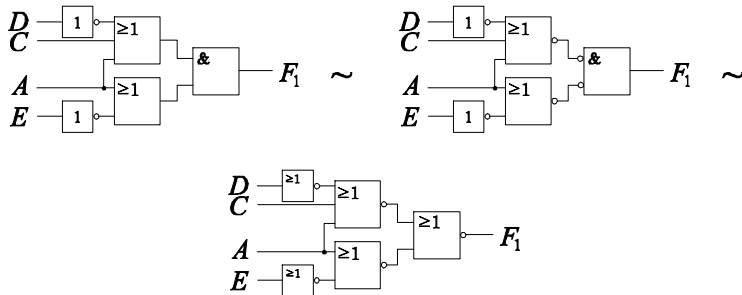 D 1 ≥1
C
& F₁ ~
A ≥1
E 1
D 1 ≥1
C
& F₁ ~
A ≥1
E 1
D ≥1 ≥1
C ≥1
F₁
A ≥1
E ≥1